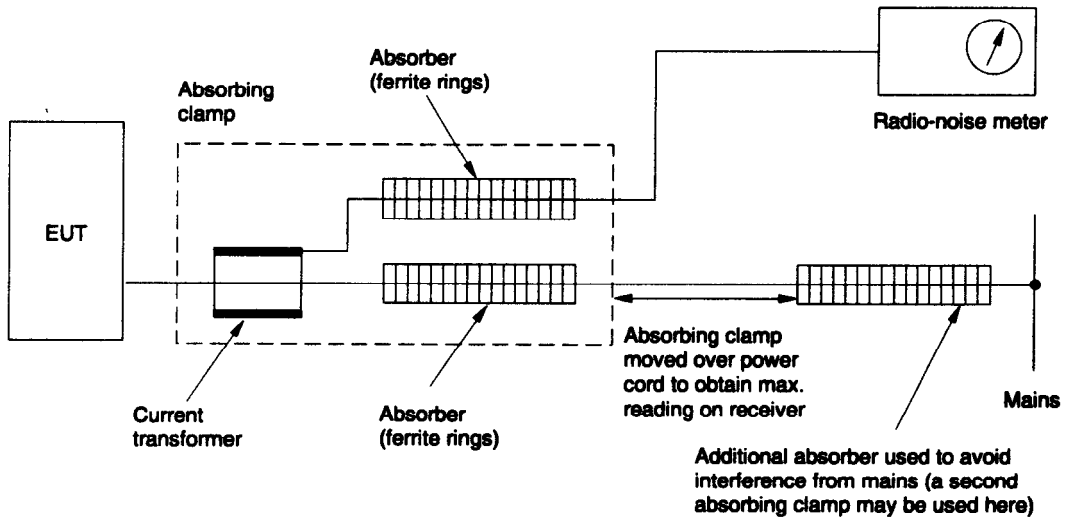 Absorber
(ferrite rings)
Absorbing
clamp
Radio-noise meter
EUT
Absorbing clamp
moved over power
cord to obtain max.
reading on receiver
Current
transformer
Absorber
(ferrite rings)
Mains
Additional absorber used to avoid
interference from mains (a second
absorbing clamp may be used here)